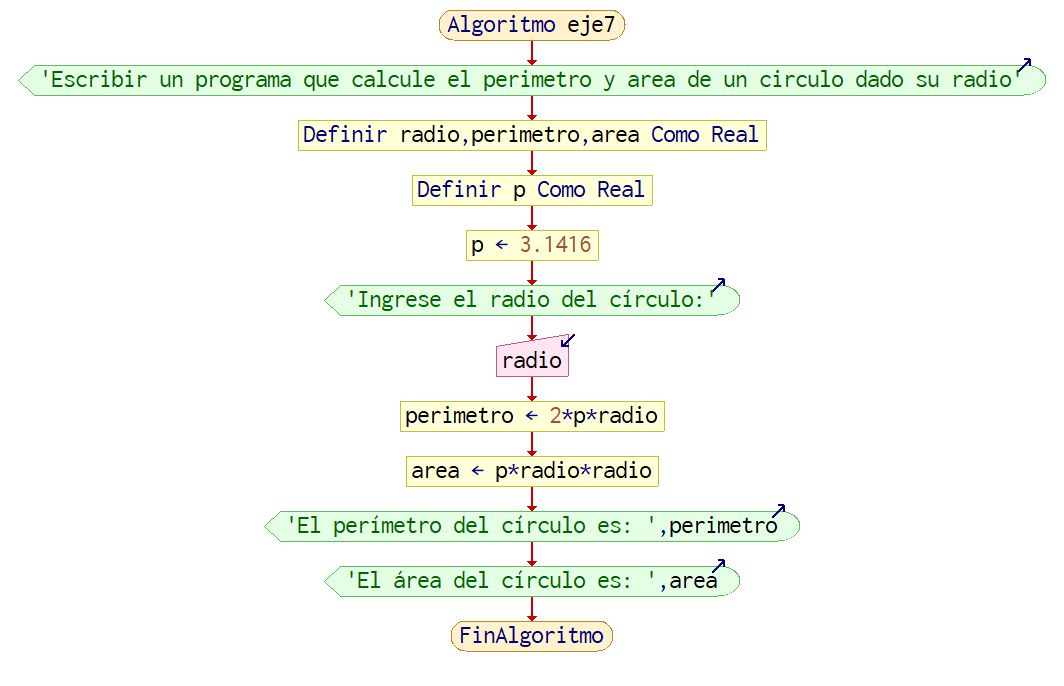 Algoritmo eje7
'Escribir un programa que calcule el perimetro y area de un circulo dado su radio'
Definir radio,perimetro,area Como Real
Definir p Como Real
p ← 3.1416
'Ingrese el radio del círculo:'
radio
perimetro ← 2*p*radio
area ← p*radio*radio
'El perímetro del círculo es: ',perimetro
'El área del círculo es: ',area
FinAlgoritmo